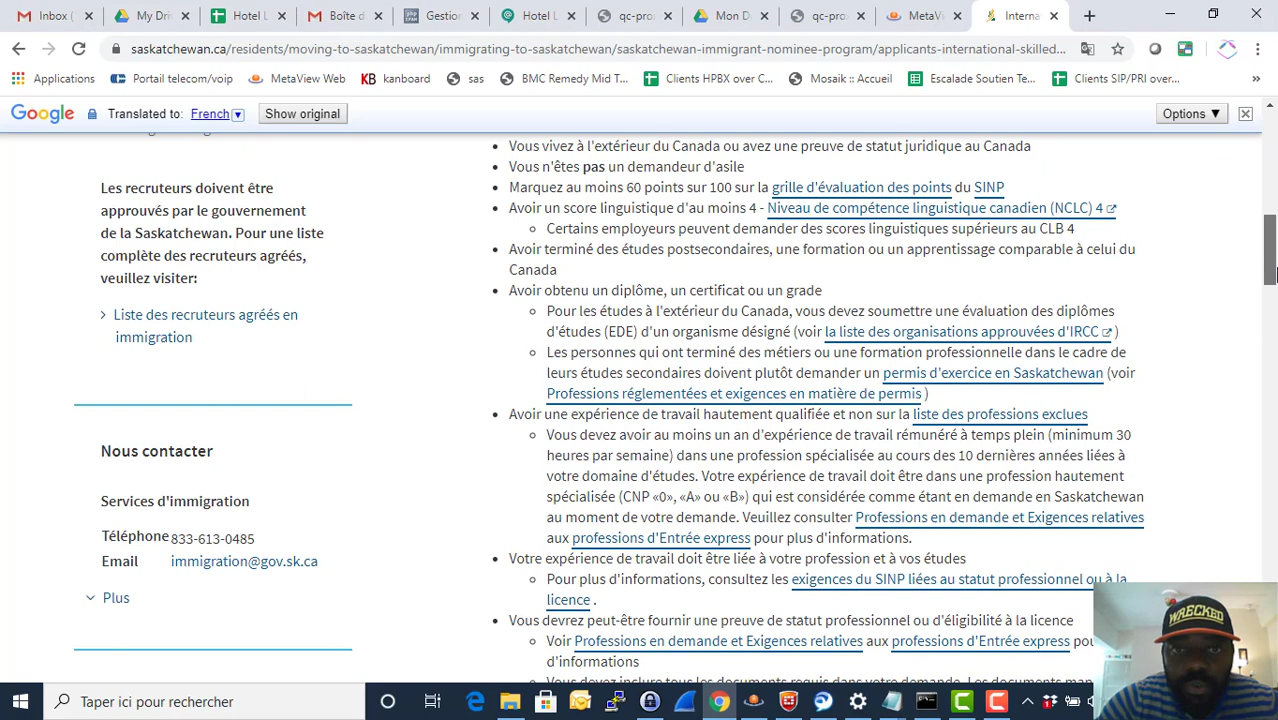 Inbox (
My Dri
Hotel L
Boîte d
Gestion
Hotel L
qc-pro
Mon D
qc-pro
MetaV
Interna
saskatchewan.ca/residents/moving-to-saskatchewan/immigrating-to-saskatchewan/saskatchewan-immigrant-nominee-program/applicants-international-skilled...
Applications
Portail telecom/voip
MetaView Web
KB kanboard
sas
BMC Remedy Mid T...
Clients HPBX over C...
Mosaik :: Accueil
Escalade Soutien Te...
Clients SIP/PRI over...
»
Google Translated to: French Show original Options ▼
Les recruteurs doivent être
approuvés par le gouvernement
de la Saskatchewan. Pour une liste
complète des recruteurs agréés,
veuillez visiter:
Liste des recruteurs agréés en
immigration
Nous contacter
Services d'immigration
Téléphone 833-613-0485
Email immigration@gov.sk.ca
Plus
Vous vivez à l'extérieur du Canada ou avez une preuve de statut juridique au Canada
Vous n'êtes pas un demandeur d'asile
Marquez au moins 60 points sur 100 sur la grille d'évaluation des points du SINP
Avoir un score linguistique d'au moins 4 - Niveau de compétence linguistique canadien (NCLC) 4
Certains employeurs peuvent demander des scores linguistiques supérieurs au CLB 4
Avoir terminé des études postsecondaires, une formation ou un apprentissage comparable à celui du
Canada
Avoir obtenu un diplôme, un certificat ou un grade
Pour les études à l'extérieur du Canada, vous devez soumettre une évaluation des diplômes
d'études (EDE) d'un organisme désigné (voir la liste des organisations approuvées d'IRCC )
Les personnes qui ont terminé des métiers ou une formation professionnelle dans le cadre de
leurs études secondaires doivent plutôt demander un permis d'exercice en Saskatchewan (voir
Professions réglementées et exigences en matière de permis )
Avoir une expérience de travail hautement qualifiée et non sur la liste des professions exclues
Vous devez avoir au moins un an d'expérience de travail rémunéré à temps plein (minimum 30
heures par semaine) dans une profession spécialisée au cours des 10 dernières années liées à
votre domaine d'études. Votre expérience de travail doit être dans une profession hautement
spécialisée (CNP «0», «A» ou «B») qui est considérée comme étant en demande en Saskatchewan
au moment de votre demande. Veuillez consulter Professions en demande et Exigences relatives
aux professions d'Entrée express pour plus d'informations.
Votre expérience de travail doit être liée à votre profession et à vos études
Pour plus d'informations, consultez les exigences du SINP liées au statut professionnel ou à la
licence .
Vous devrez peut-être fournir une preuve de statut professionnel ou d'éligibilité à la licence
Voir Professions en demande et Exigences relatives aux professions d'Entrée express pou
d'informations
WRECKED
Taper ici pour rechercher